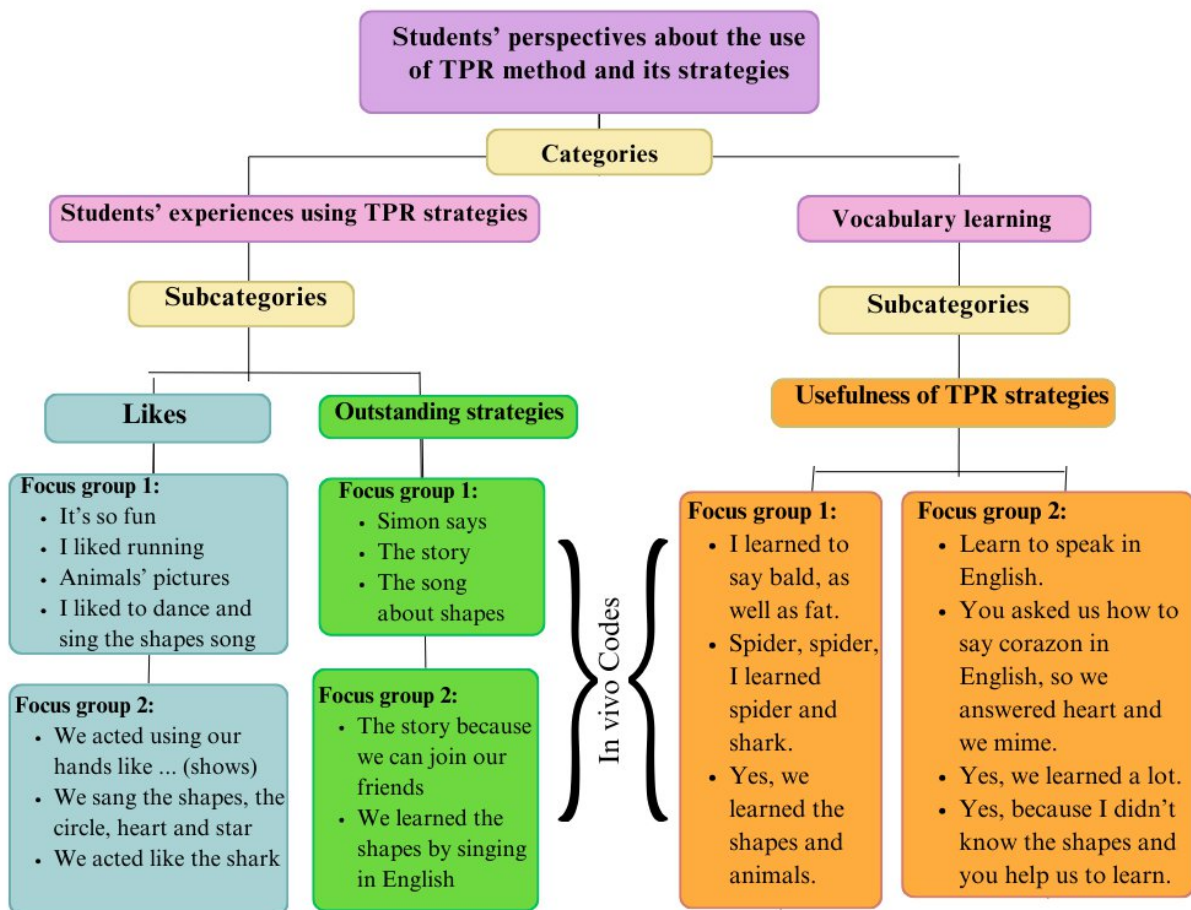 Students’ perspectives about the use
of TPR method and its strategies
Categories
Students’ experiences using TPR strategies
Vocabulary learning
Subcategories
Subcategories
Likes
Outstanding strategies
Usefulness of TPR strategies
Focus group 1:
• It’s so fun
• I liked running
• Animals’ pictures
• I liked to dance and
sing the shapes song
Focus group 2:
• We acted using our
hands like ... (shows)
• We sang the shapes, the
circle, heart and star
• We acted like the shark
Focus group 1:
• Simon says
• The story
• The song
about shapes
Focus group 2:
• The story because
we can join our
friends
• We learned the
shapes by singing
in English
In vivo Codes
Focus group 1:
• I learned to
say bald, as
well as fat.
• Spider, spider,
I learned
spider and
shark.
• Yes, we
learned the
shapes and
animals.
Focus group 2:
• Learn to speak in
English.
• You asked us how to
say corazon in
English, so we
answered heart and
we mime.
• Yes, we learned a lot.
• Yes, because I didn’t
know the shapes and
you help us to learn.